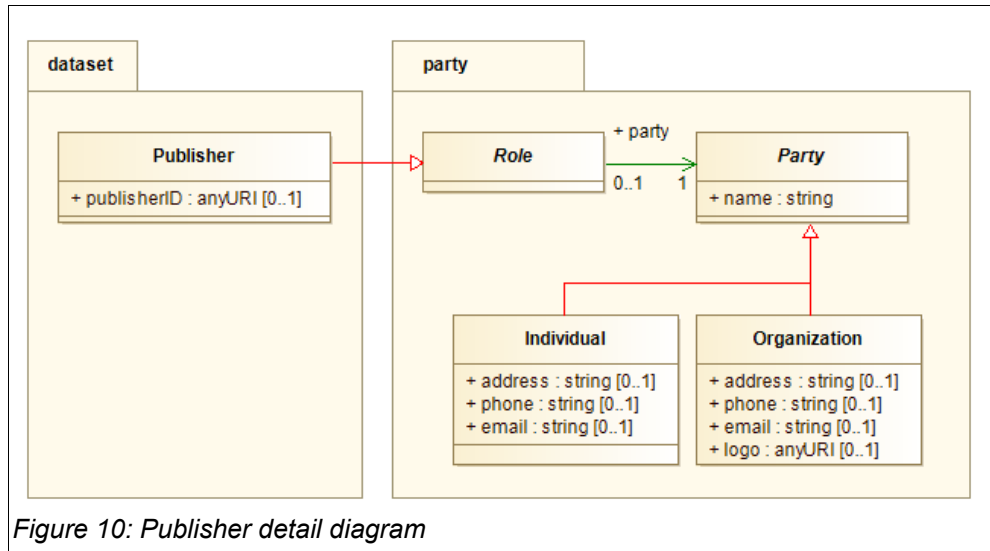 dataset
party
Publisher
+ publisherID : anyURI [0..1]
Role
+ party
0..1
1
Party
+ name : string
Individual
+ address : string [0..1]
+ phone : string [0..1]
+ email : string [0..1]
Organization
+ address : string [0..1]
+ phone : string [0..1]
+ email : string [0..1]
+ logo : anyURI [0..1]
Figure 10: Publisher detail diagram